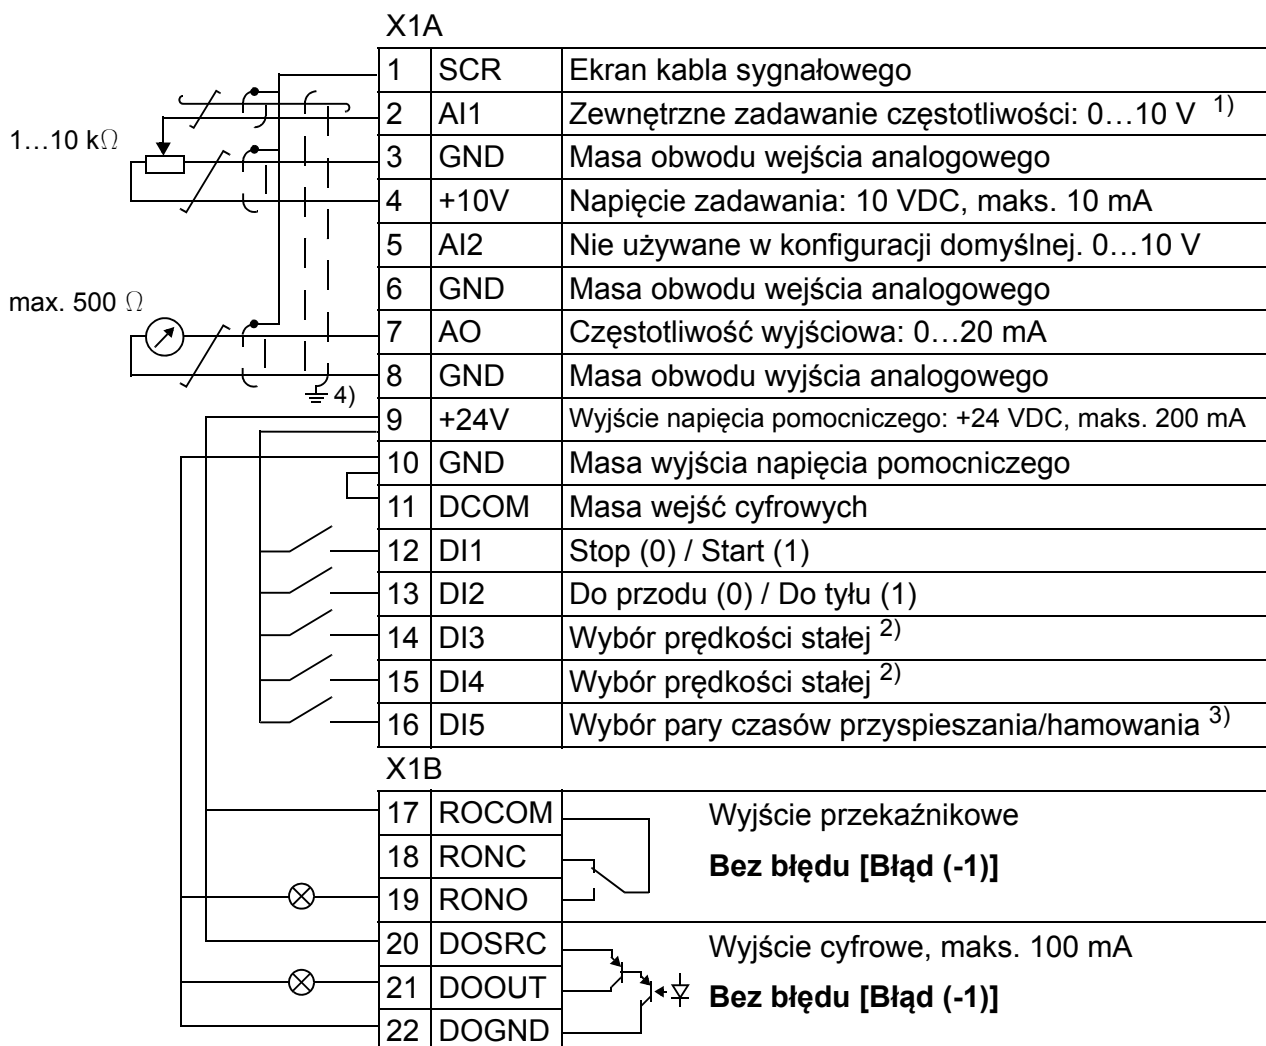 X1A
1 SCR Ekran kabla sygnałowego
2 AI1 Zewnętrzne zadawanie częstotliwości: 0…10 V 1)
1…10 kΩ
3 GND Masa obwodu wejścia analogowego
4 +10V Napięcie zadawania: 10 VDC, maks. 10 mA
5 AI2 Nie używane w konfiguracji domyślnej. 0…10 V
6 GND Masa obwodu wejścia analogowego
max. 500 Ω
7 AO Częstotliwość wyjściowa: 0…20 mA
8 GND Masa obwodu wyjścia analogowego
4)
9 +24V Wyjście napięcia pomocniczego: +24 VDC, maks. 200 mA
10 GND Masa wyjścia napięcia pomocniczego
11 DCOM Masa wejść cyfrowych
12 DI1 Stop (0) / Start (1)
13 DI2 Do przodu (0) / Do tyłu (1)
14 DI3 Wybór prędkości stałej 2)
15 DI4 Wybór prędkości stałej 2)
16 DI5 Wybór pary czasów przyspieszania/hamowania 3)
X1B
17 ROCOM Wyjście przekaźnikowe
18 RONC Bez błędu [Błąd (-1)]
19 RONO
20 DOSRC Wyjście cyfrowe, maks. 100 mA
21 DOOUT Bez błędu [Błąd (-1)]
22 DOGND